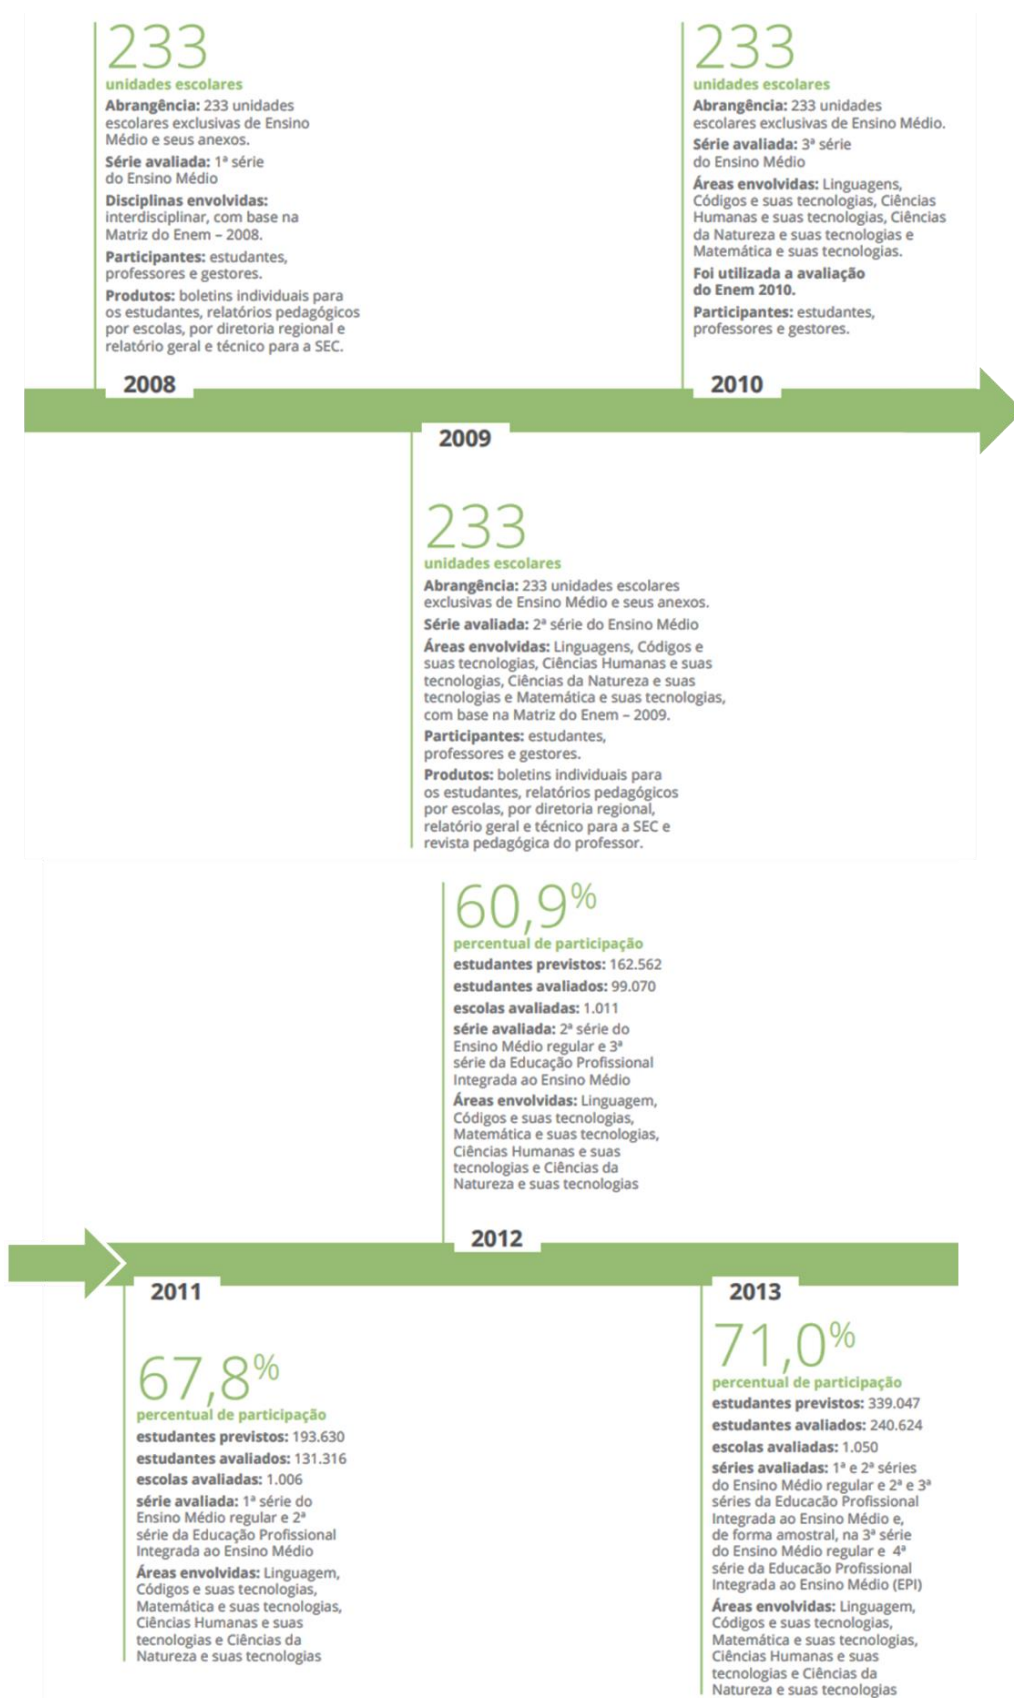 233
unidades escolares
Abrangência: 233 unidades
escolares exclusivas de Ensino
Médio e seus anexos.
Série avaliada: 1ª série
do Ensino Médio
Disciplinas envolvidas:
interdisciplinar, com base na
Matriz do Enem – 2008.
Participantes: estudantes,
professores e gestores.
Produtos: boletins individuais para
os estudantes, relatórios pedagógicos
por escolas, por diretoria regional e
relatório geral e técnico para a SEC.
2008
233
unidades escolares
Abrangência: 233 unidades
escolares exclusivas de Ensino Médio.
Série avaliada: 3ª série
do Ensino Médio
Áreas envolvidas: Linguagens,
Códigos e suas tecnologias, Ciências
Humanas e suas tecnologias, Ciências
da Natureza e suas tecnologias e
Matemática e suas tecnologias.
Foi utilizada a avaliação
do Enem 2010.
Participantes: estudantes,
professores e gestores.
2010
2009
233
unidades escolares
Abrangência: 233 unidades escolares
exclusivas de Ensino Médio e seus anexos.
Série avaliada: 2ª série do Ensino Médio
Áreas envolvidas: Linguagens, Códigos e
suas tecnologias, Ciências Humanas e suas
tecnologias, Ciências da Natureza e suas
tecnologias e Matemática e suas tecnologias,
com base na Matriz do Enem – 2009.
Participantes: estudantes,
professores e gestores.
Produtos: boletins individuais para
os estudantes, relatórios pedagógicos
por escolas, por diretoria regional,
relatório geral e técnico para a SEC e
revista pedagógica do professor.
60,9%
percentual de participação
estudantes previstos: 162.562
estudantes avaliados: 99.070
escolas avaliadas: 1.011
série avaliada: 2ª série do
Ensino Médio regular e 3ª
série da Educação Profissional
Integrada ao Ensino Médio
Áreas envolvidas: Linguagem,
Códigos e suas tecnologias,
Matemática e suas tecnologias,
Ciências Humanas e suas
tecnologias e Ciências da
Natureza e suas tecnologias
2012
2011
67,8%
percentual de participação
estudantes previstos: 193.630
estudantes avaliados: 131.316
escolas avaliadas: 1.006
série avaliada: 1ª série do
Ensino Médio regular e 2ª
série da Educação Profissional
Integrada ao Ensino Médio
Áreas envolvidas: Linguagem,
Códigos e suas tecnologias,
Matemática e suas tecnologias,
Ciências Humanas e suas
tecnologias e Ciências da
Natureza e suas tecnologias
2013
71,0%
percentual de participação
estudantes previstos: 339.047
estudantes avaliados: 240.624
escolas avaliadas: 1.050
séries avaliadas: 1ª e 2ª séries
do Ensino Médio regular e 2ª e 3ª
séries da Educacão Profissional
Integrada ao Ensino Médio e,
de forma amostral, na 3ª série
do Ensino Médio regular e 4ª
série da Educacão Profissional
Integrada ao Ensino Médio (EPI)
Áreas envolvidas: Linguagem,
Códigos e suas tecnologias,
Matemática e suas tecnologias,
Ciências Humanas e suas
tecnologias e Ciências da
Natureza e suas tecnologias